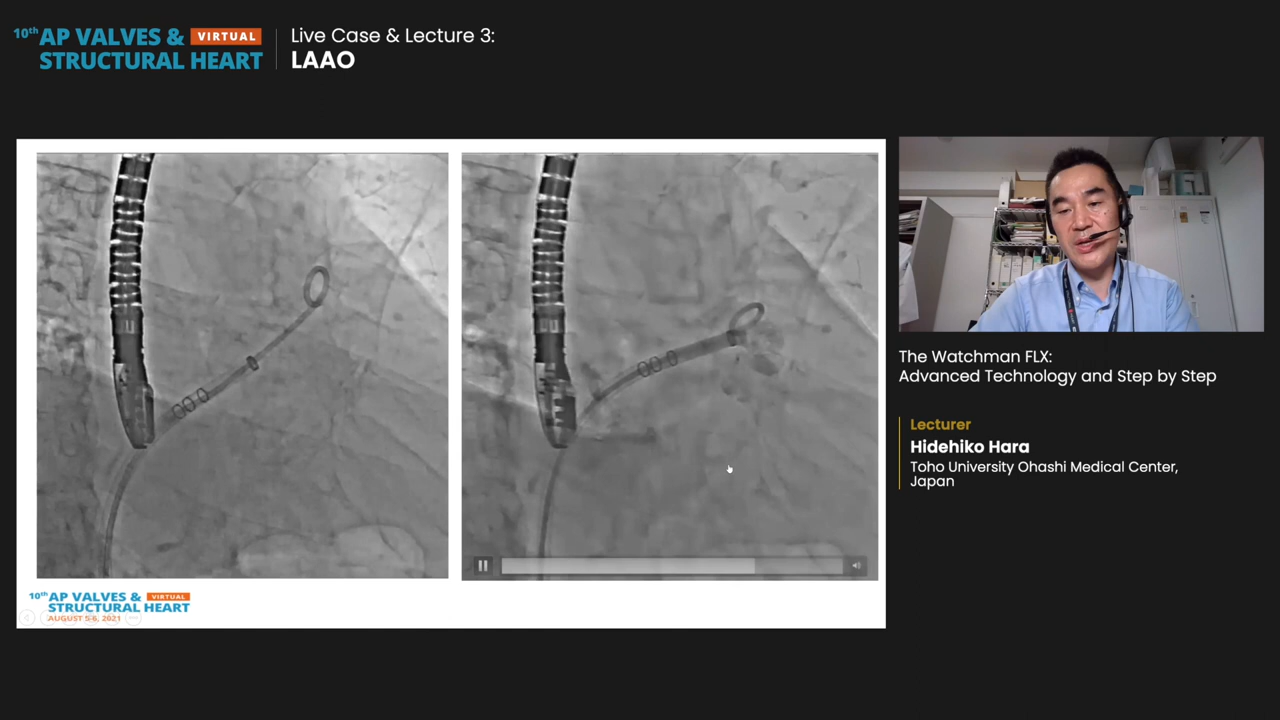 10th AP VALVES & VIRTUAL
STRUCTURAL HEART
Live Case & Lecture 3:
LAAO
The Watchman FLX:
Advanced Technology and Step by Step
Lecturer
Hidehiko Hara
Toho University Ohashi Medical Center,
Japan
10th AP VALVES & VIRTUAL
STRUCTURAL HEART
AUGUST 5-6, 2021